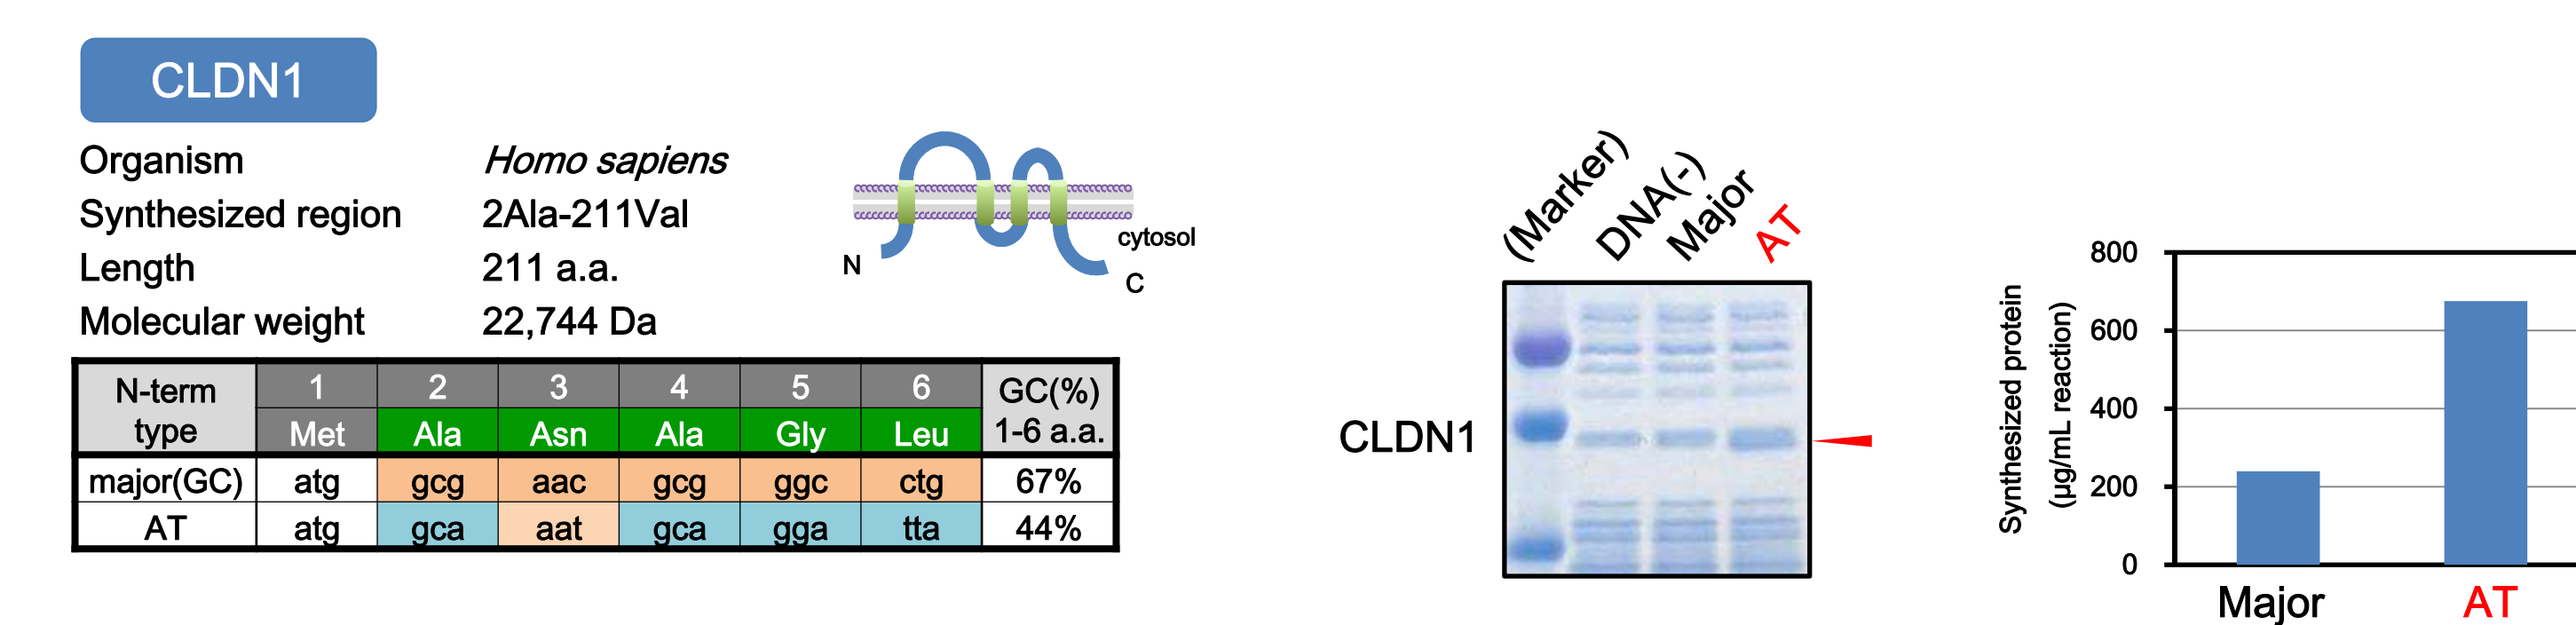 CLDN1
Organism Homo sapiens
Synthesized region 2Ala-211Val
Length 211 a.a.
Molecular weight 22,744 Da
N
cytosol
C
N-term type 1 2 3 4 5 6 GC(%) 1-6 a.a.
Met Ala Asn Ala Gly Leu
major(GC) atg gcg aac gcg ggc ctg 67%
AT atg gca aat gca gga tta 44%
(Marker)
DNA(-)
Major
AT
CLDN1
Synthesized protein
(µg/mL reaction)
800
600
400
200
0
Major AT